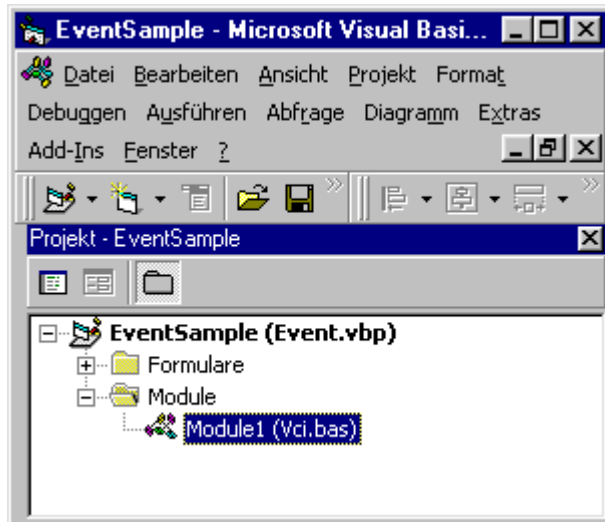 EventSample - Microsoft Visual Basi...
Datei Bearbeiten Ansicht Projekt Format
Debuggen Ausführen Abfrage Diagramm Extras
Add-Ins Fenster ?
Projekt - EventSample
EventSample (Event.vbp)
Formulare
Module
Module1 (Vci.bas)